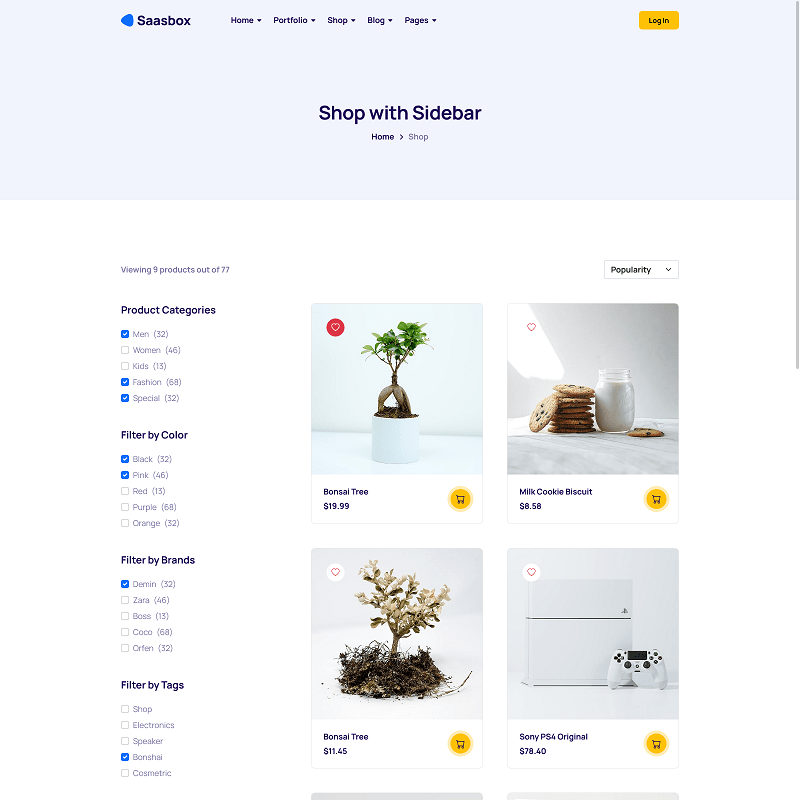 Saasbox
Home
Portfolio
Shop
Blog
Pages
Log In
Shop with Sidebar
Home > Shop
Viewing 9 products out of 77
Popularity
Product Categories
Men (32)
Women (46)
Kids (13)
Fashion (68)
Special (32)
Filter by Color
Black (32)
Pink (46)
Red (13)
Purple (68)
Orange (32)
Filter by Brands
Demin (32)
Zara (46)
Boss (13)
Coco (68)
Orfen (32)
Filter by Tags
Shop
Electronics
Speaker
Bonshai
Cosmetric
Bonsai Tree
$19.99
Milk Cookie Biscuit
$8.58
Bonsai Tree
$11.45
Sony PS4 Original
$78.40